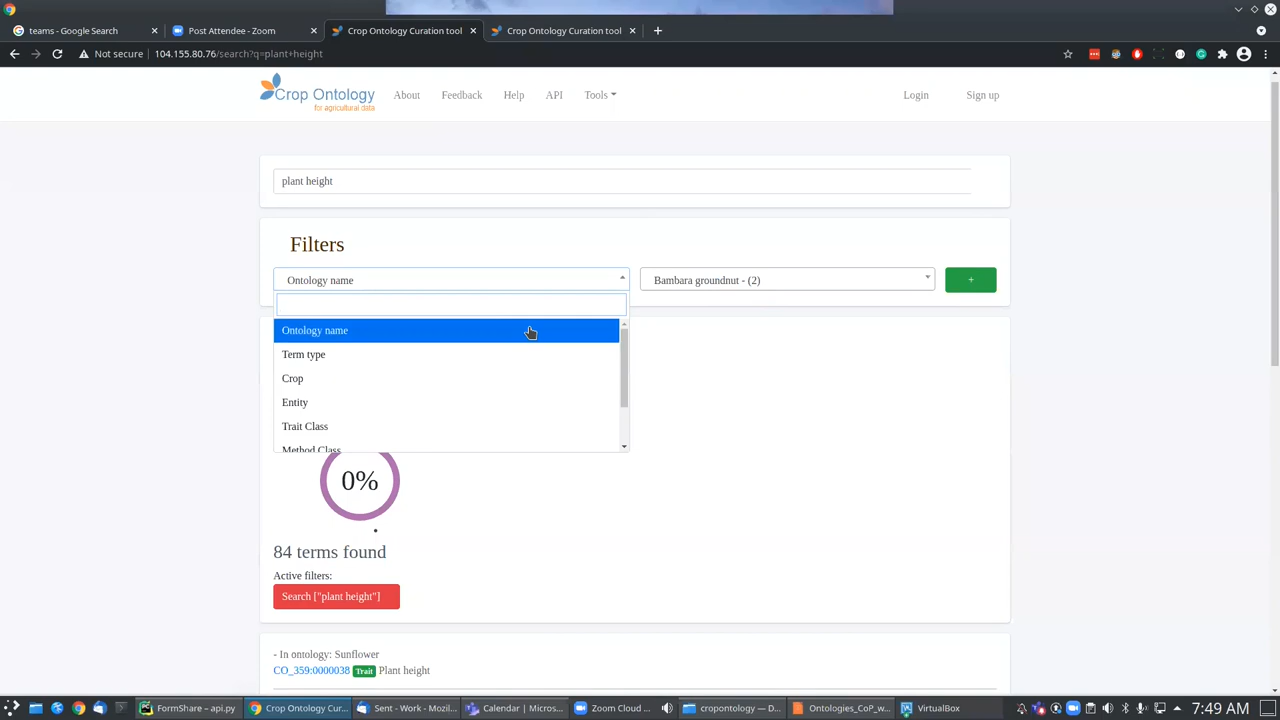 teams - Google Search
Post Attendee - Zoom
Crop Ontology Curation tool
Crop Ontology Curation tool
Not secure
104.155.80.76/search?q=plant+height
Crop Ontology
for agricultural data
About
Feedback
Help
API
Tools
Login
Sign up
plant height
Filters
Ontology name
Bambara groundnut - (2)
+
Ontology name
Term type
Crop
Entity
Trait Class
Method Class
0%
84 terms found
Active filters:
Search ["plant height"]
- In ontology: Sunflower
CO_359:0000038 Trait Plant height
FormShare – api.py
Crop Ontology Cur...
Sent - Work - Mozil...
Calendar | Micros...
Zoom Cloud ...
cropontology — D...
Ontologies_CoP_w...
VirtualBox
7:49 AM